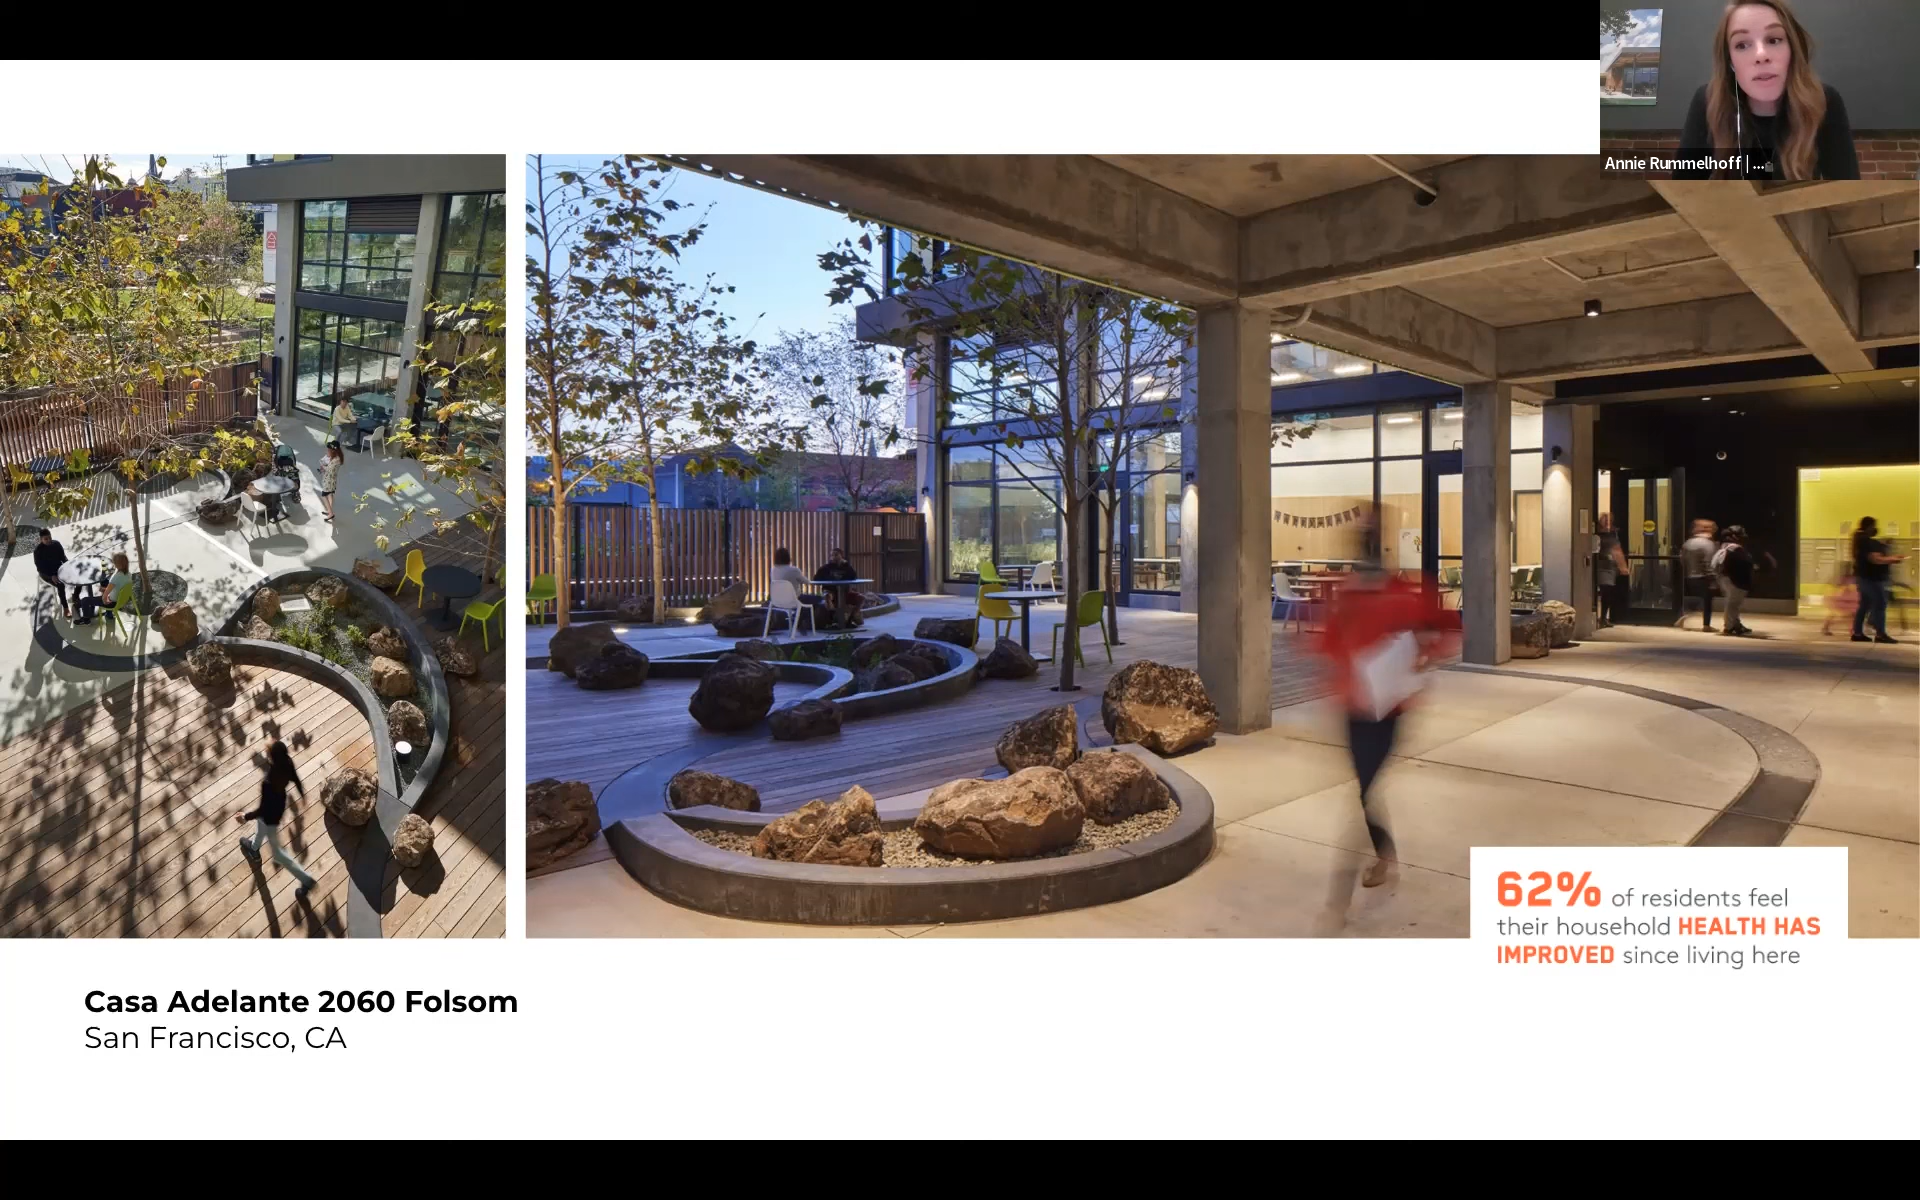 Annie Rummelhoff | ...
62% of residents feel
their household HEALTH HAS
IMPROVED since living here
Casa Adelante 2060 Folsom
San Francisco, CA